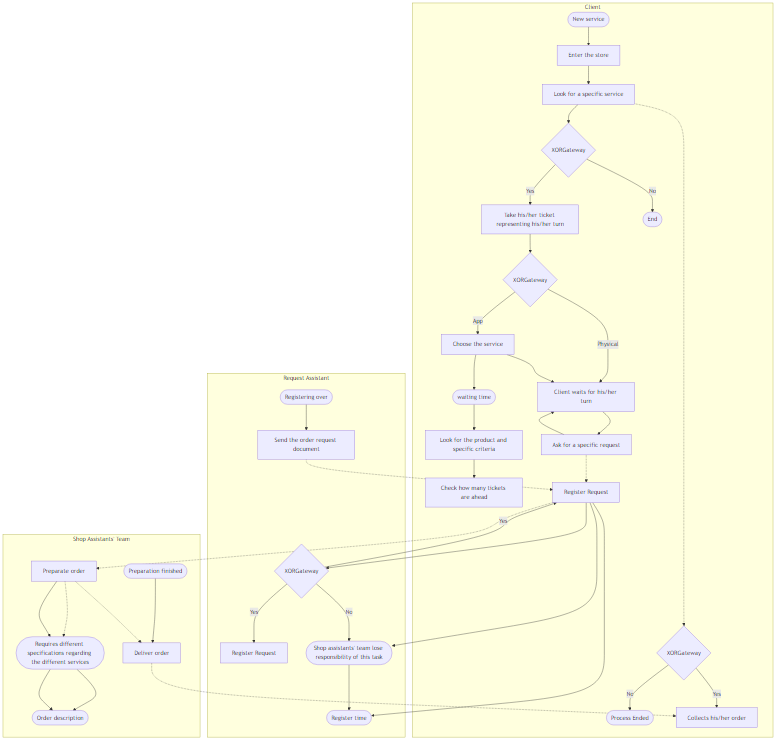 Client
New service
Enter the store
Look for a specific service
XORGateway
Yes
No
Take his/her ticket
representing his/her turn
End
XORGateway
App
Physical
Choose the service
Request Assistant
Registering over
waiting time
Client waits for his/her
turn
Send the order request
document
Look for the product and
specific criteria
Ask for a specific request
Check how many tickets
are ahead
Register Request
Yes
Shop Assistants' Team
Preparate order
Preparation finished
XORGateway
Yes
No
Requires different
specifications regarding
the different services
Deliver order
Register Request
Shop assistants' team lose
responsibility of this task
XORGateway
No
Yes
Order description
Register time
Process Ended
Collects his/her order